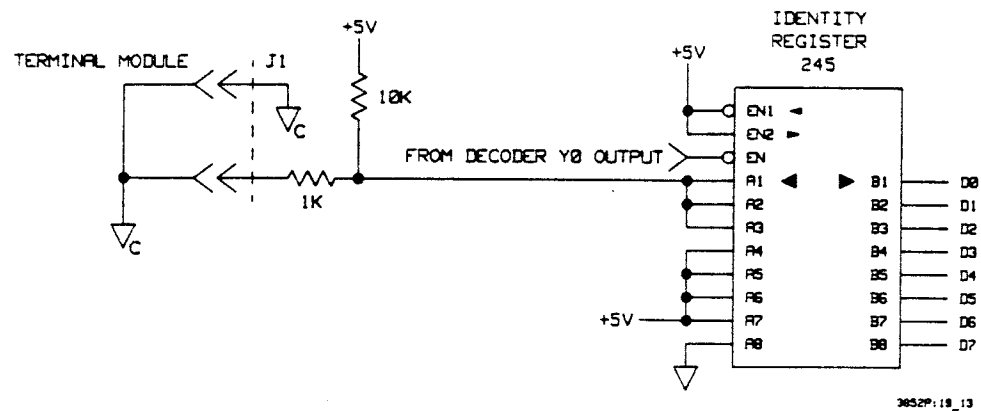 IDENTITY
REGISTER
245
+5V
+5V
TERMINAL MODULE
J1
10K
C
EN1
EN2
FROM DECODER Y0 OUTPUT
EN
1K
C
A1 B1 D0
A2 B2 D1
A3 B3 D2
A4 B4 D3
A5 B5 D4
A6 B6 D5
+5V
A7 B7 D6
A8 B8 D7
3852P:19_13